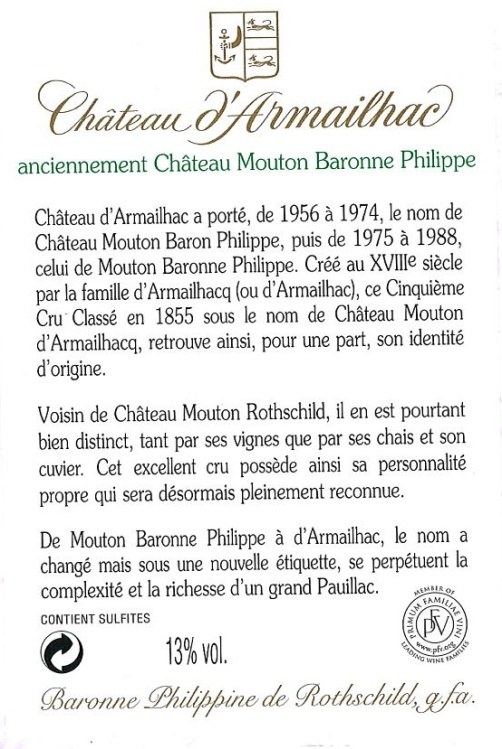 Château d'Armailhac
anciennement Château Mouton Baronne Philippe
Château d'Armailhac a porté, de 1956 à 1974, le nom de
Château Mouton Baron Philippe, puis de 1975 à 1988,
celui de Mouton Baronne Philippe. Créé au XVIIIe siècle
par la famille d'Armailhacq (ou d'Armailhac), ce Cinquième
Cru Classé en 1855 sous le nom de Château Mouton
d'Armailhacq, retrouve ainsi, pour une part, son identité
d'origine.
Voisin de Château Mouton Rothschild, il en est pourtant
bien distinct, tant par ses vignes que par ses chais et son
cuvier. Cet excellent cru possède ainsi sa personnalité
propre qui sera désormais pleinement reconnue.
De Mouton Baronne Philippe à d'Armailhac, le nom a
changé mais sous une nouvelle étiquette, se perpétuent la
complexité et la richesse d'un grand Pauillac.
CONTIENT SULFITES
13% vol.
MEMBER OF
PRIMUM FAMILIAE VINI
PFV
www.pfv.org
LEADING WINE FAMILIES
Baronne Philippine de Rothschild, g.f.a.